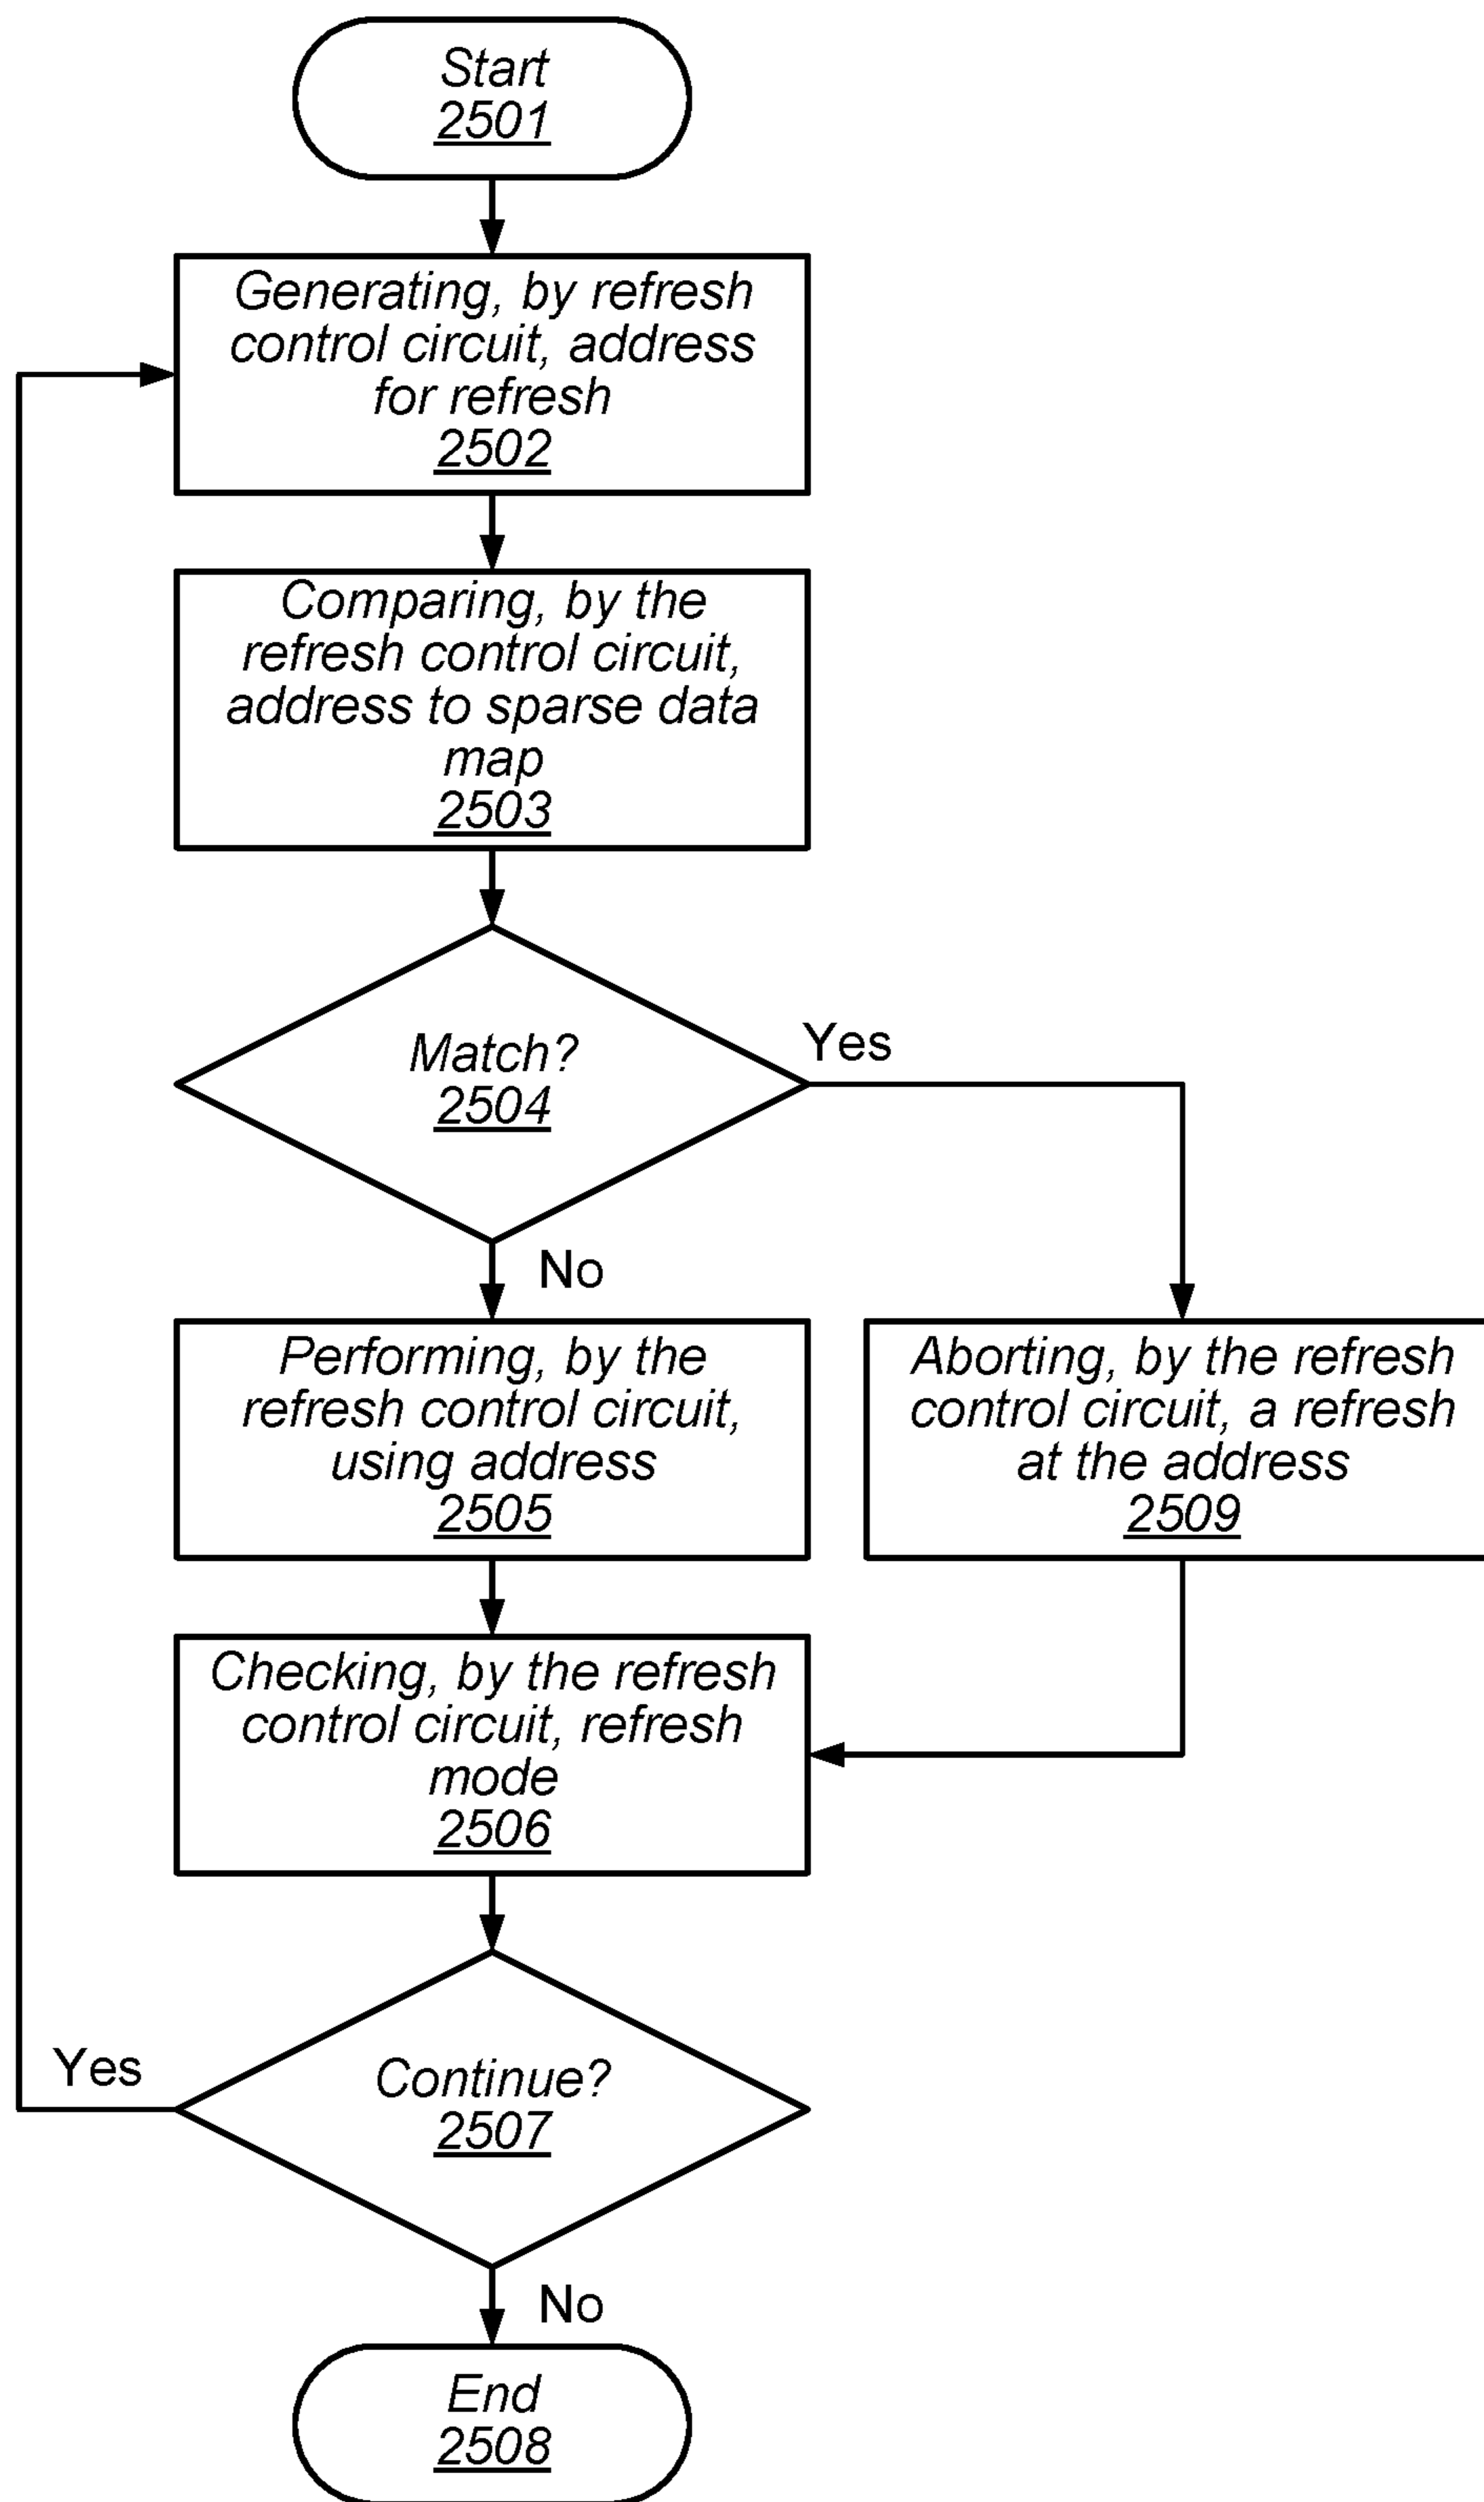 Start
2501
Generating, by refresh
control circuit, address
for refresh
2502
Comparing, by the
refresh control circuit,
address to sparse data
map
2503
Match?
2504
Yes
No
Performing, by the
refresh control circuit,
using address
2505
Aborting, by the refresh
control circuit, a refresh
at the address
2509
Checking, by the refresh
control circuit, refresh
mode
2506
Continue?
2507
Yes
No
End
2508